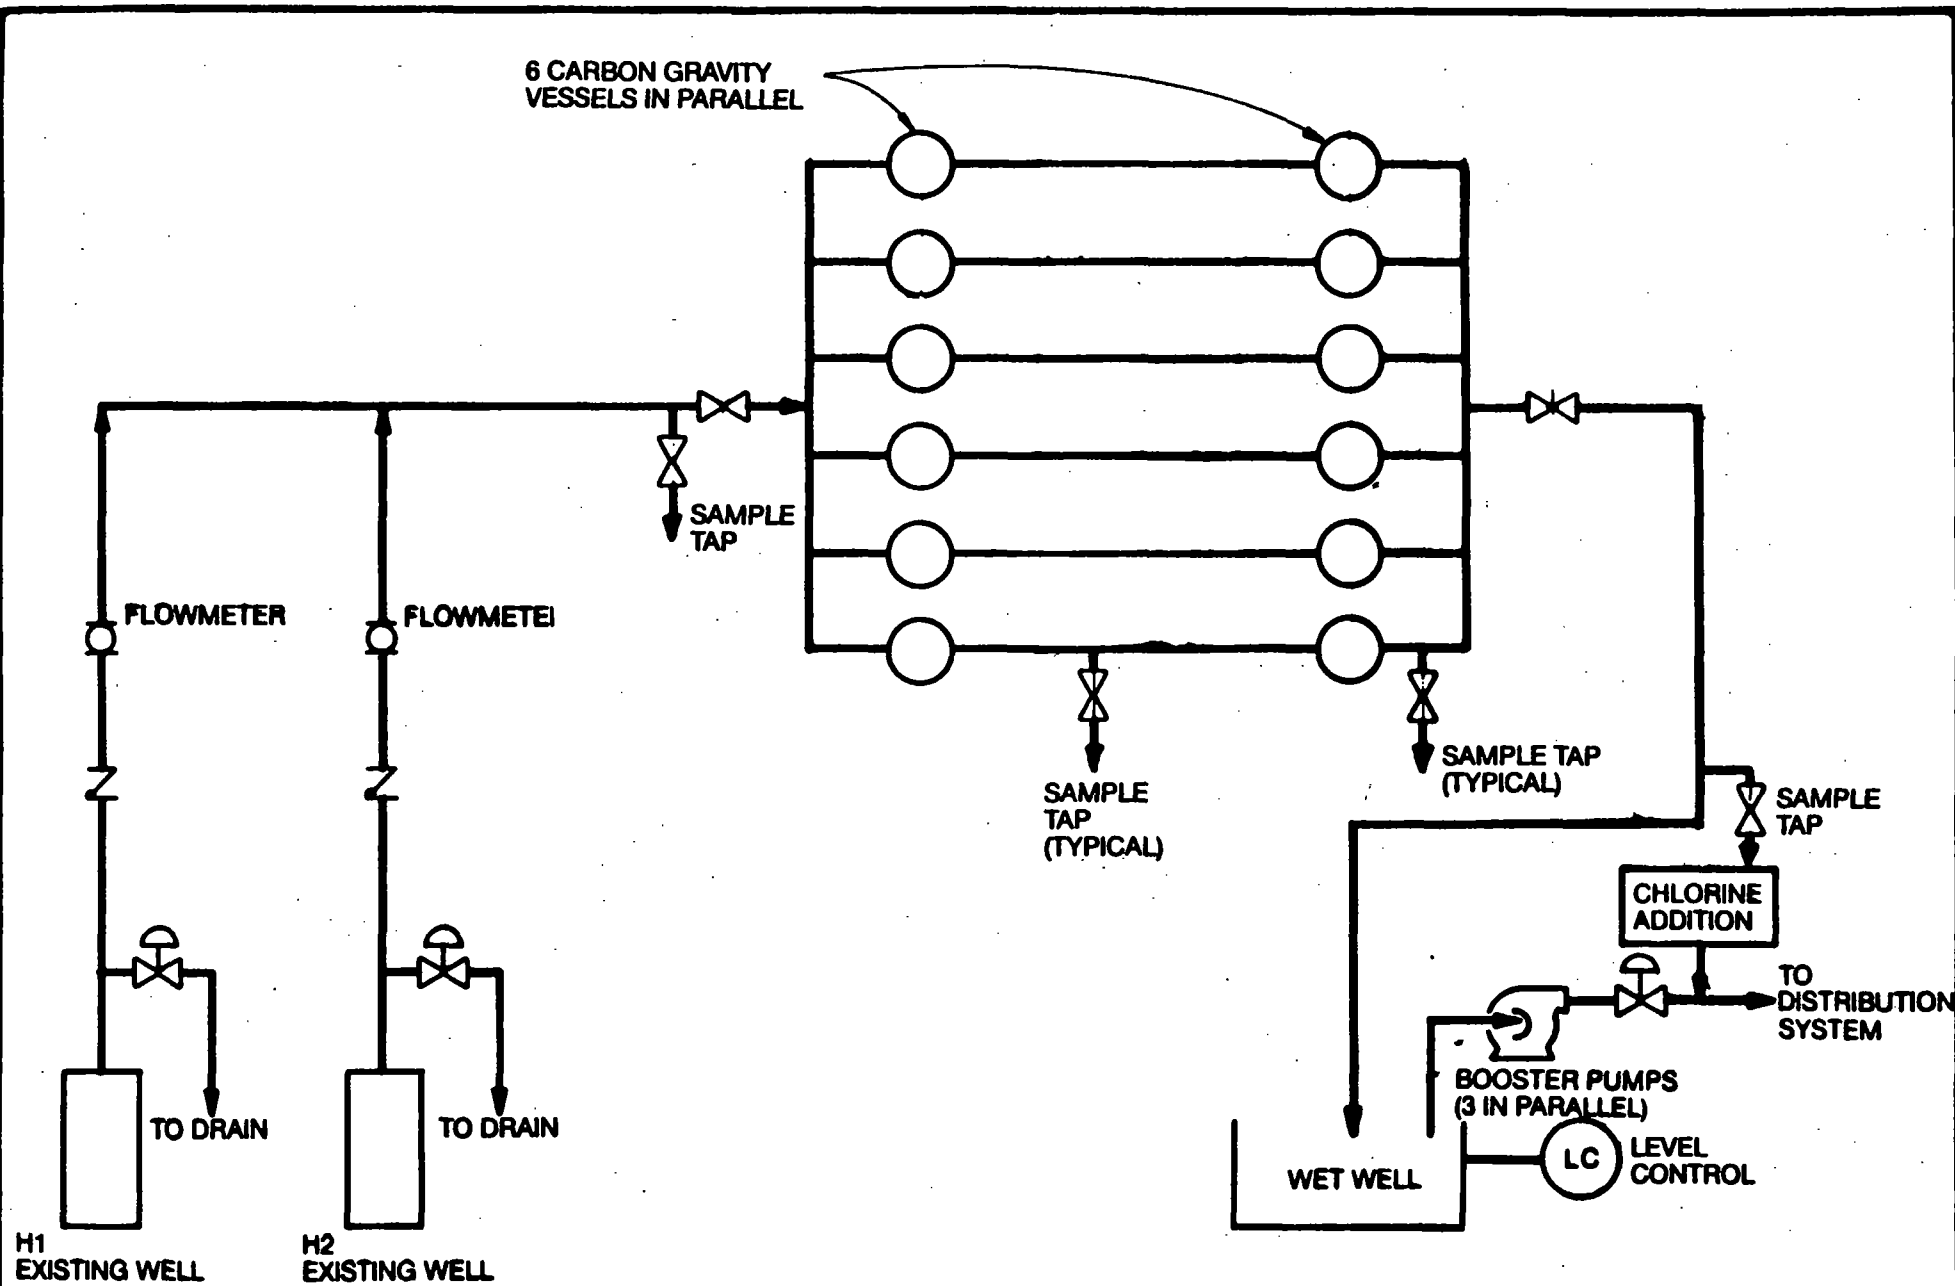 6 CARBON GRAVITY
VESSELS IN PARALLEL
SAMPLE
TAP
FLOWMETER
FLOWMETEI
SAMPLE
TAP
(TYPICAL)
SAMPLE TAP
(TYPICAL)
SAMPLE
TAP
CHLORINE
ADDITION
TO
DISTRIBUTION
SYSTEM
BOOSTER PUMPS
(3 IN PARALLEL)
TO DRAIN
TO DRAIN
WET WELL
LC
LEVEL
CONTROL
H1
EXISTING WELL
H2
EXISTING WELL